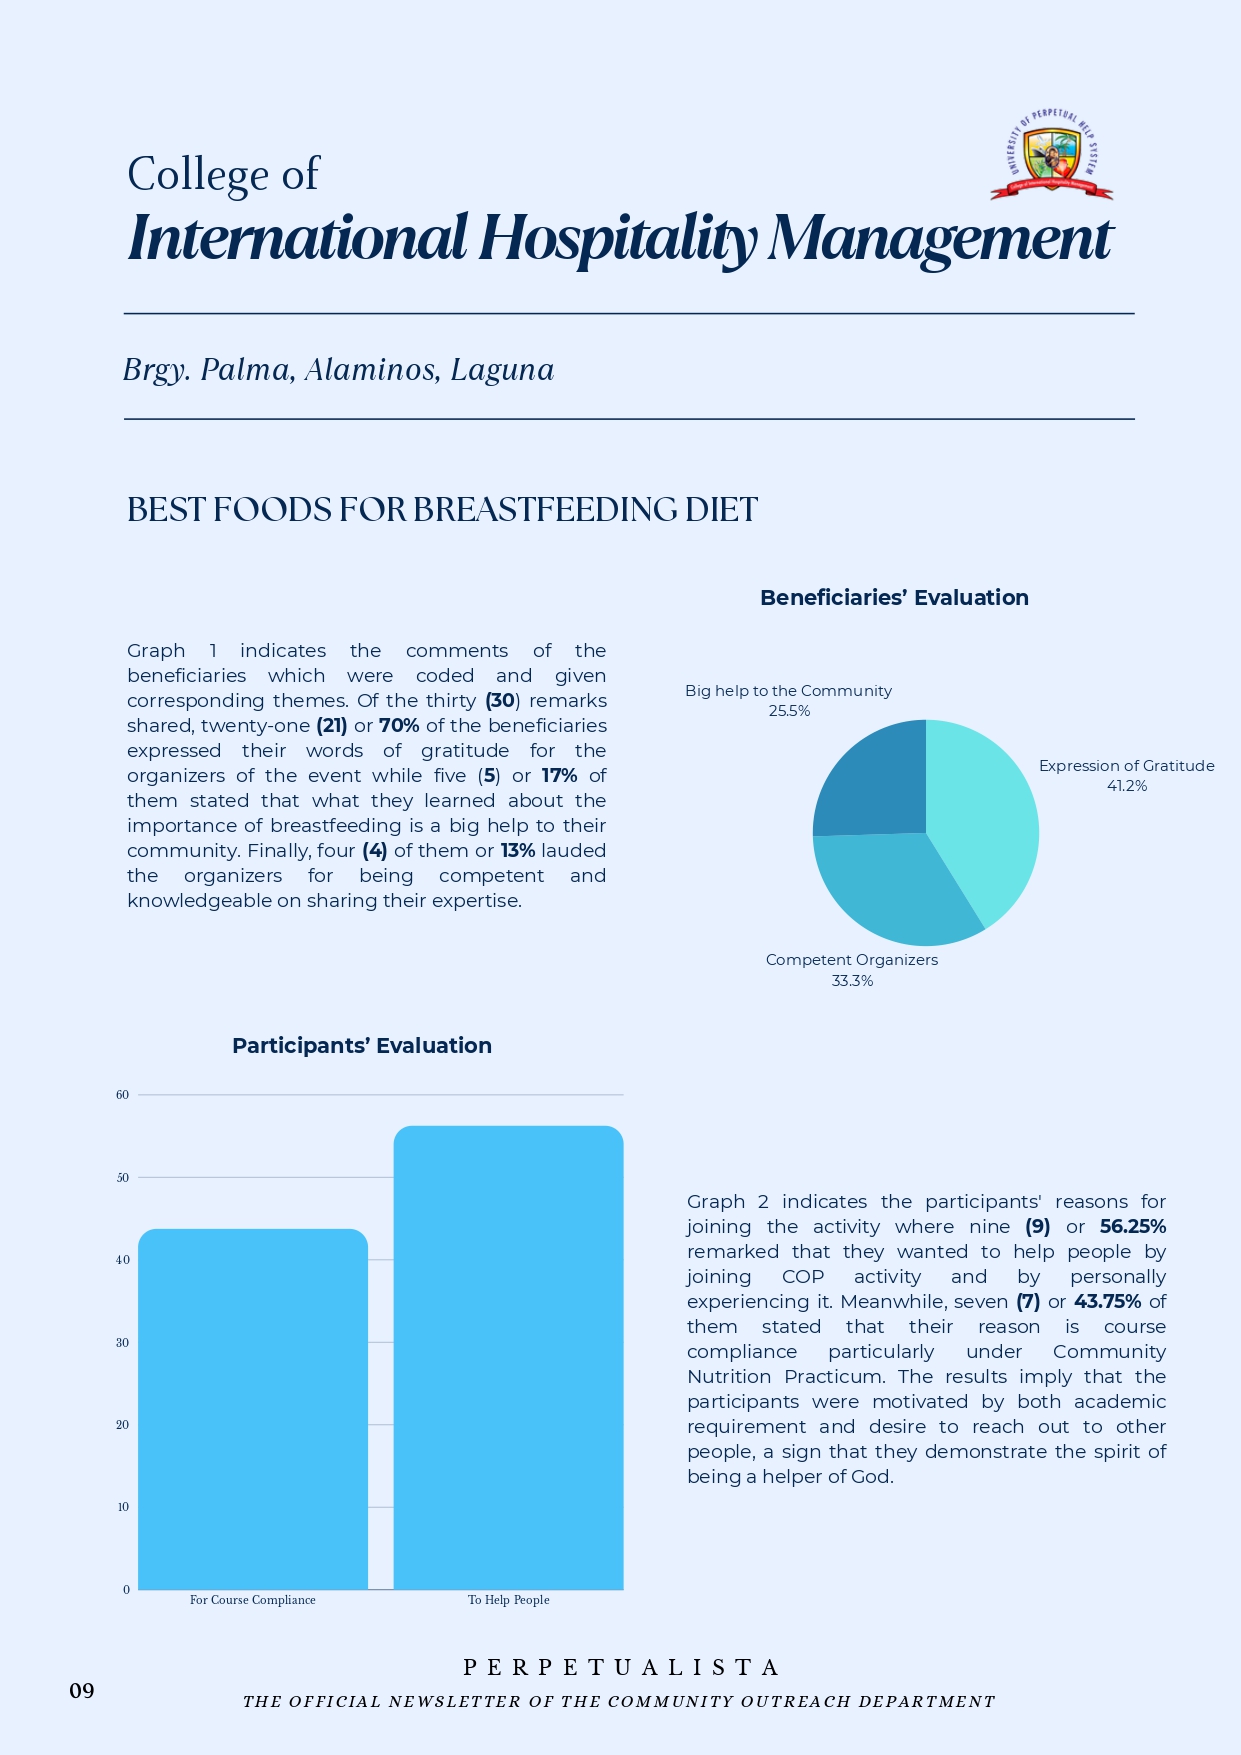 UNIVERSITY OF PERPETUAL HELP SYSTEM
College of International Hospitality Management
College of
International Hospitality Management
Brgy. Palma, Alaminos, Laguna
BEST FOODS FOR BREASTFEEDING DIET
Graph 1 indicates the comments of the
beneficiaries which were coded and given
corresponding themes. Of the thirty (30) remarks
shared, twenty-one (21) or 70% of the beneficiaries
expressed their words of gratitude for the
organizers of the event while five (5) or 17% of
them stated that what they learned about the
importance of breastfeeding is a big help to their
community. Finally, four (4) of them or 13% lauded
the organizers for being competent and
knowledgeable on sharing their expertise.
Beneficiaries’ Evaluation
Big help to the Community
25.5%
Expression of Gratitude
41.2%
Competent Organizers
33.3%
Participants’ Evaluation
60
50
40
30
20
10
0
For Course Compliance
To Help People
Graph 2 indicates the participants' reasons for
joining the activity where nine (9) or 56.25%
remarked that they wanted to help people by
joining COP activity and by personally
experiencing it. Meanwhile, seven (7) or 43.75% of
them stated that their reason is course
compliance particularly under Community
Nutrition Practicum. The results imply that the
participants were motivated by both academic
requirement and desire to reach out to other
people, a sign that they demonstrate the spirit of
being a helper of God.
PERPETUALISTA
09
THE OFFICIAL NEWSLETTER OF THE COMMUNITY OUTREACH DEPARTMENT